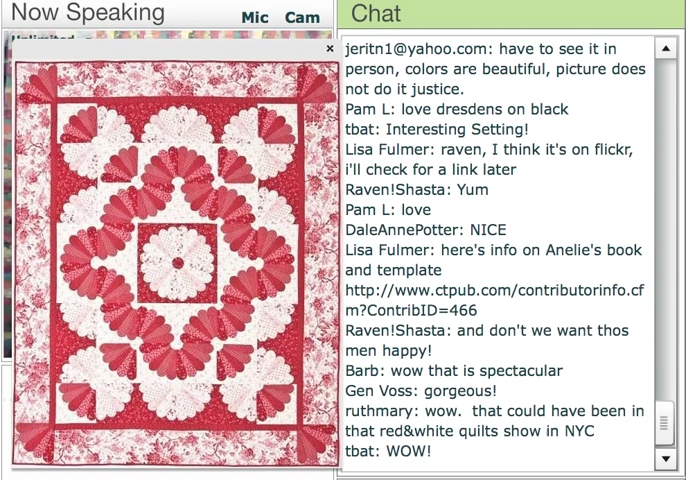 Now Speaking
Mic Cam
Unlimited
×
Chat
jeritn1@yahoo.com: have to see it in
person, colors are beautiful, picture does
not do it justice.
Pam L: love dresdens on black
tbat: Interesting Setting!
Lisa Fulmer: raven, I think it's on flickr,
i'll check for a link later
Raven!Shasta: Yum
Pam L: love
DaleAnnePotter: NICE
Lisa Fulmer: here's info on Anelie's book
and template
http://www.ctpub.com/contributorinfo.cf
m?ContribID=466
Raven!Shasta: and don't we want thos
men happy!
Barb: wow that is spectacular
Gen Voss: gorgeous!
ruthmary: wow.  that could have been in
that red&white quilts show in NYC
tbat: WOW!